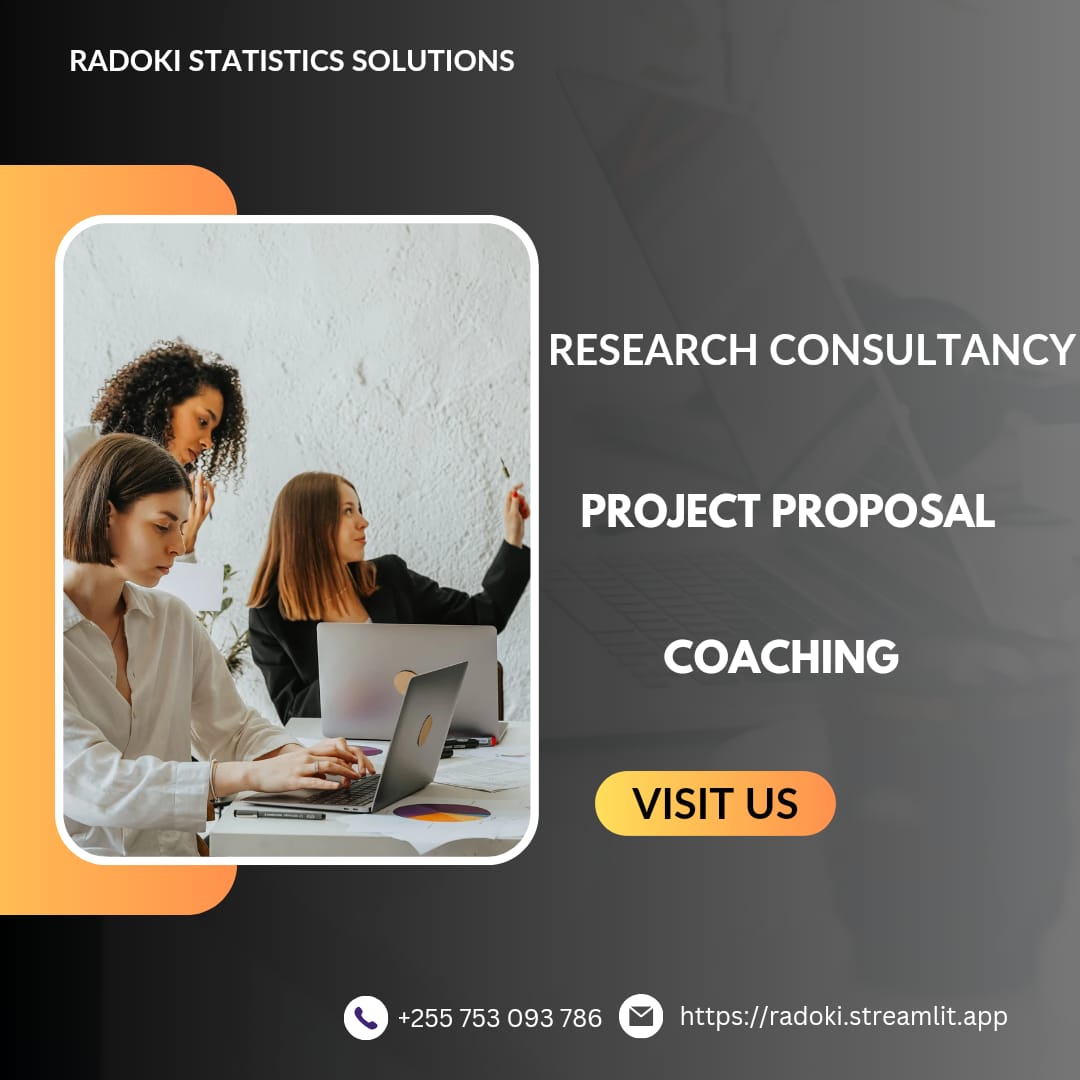 RADOKI STATISTICS SOLUTIONS
RESEARCH CONSULTANCY
PROJECT PROPOSAL
COACHING
VISIT US
+255 753 093 786
https://radoki.streamlit.app